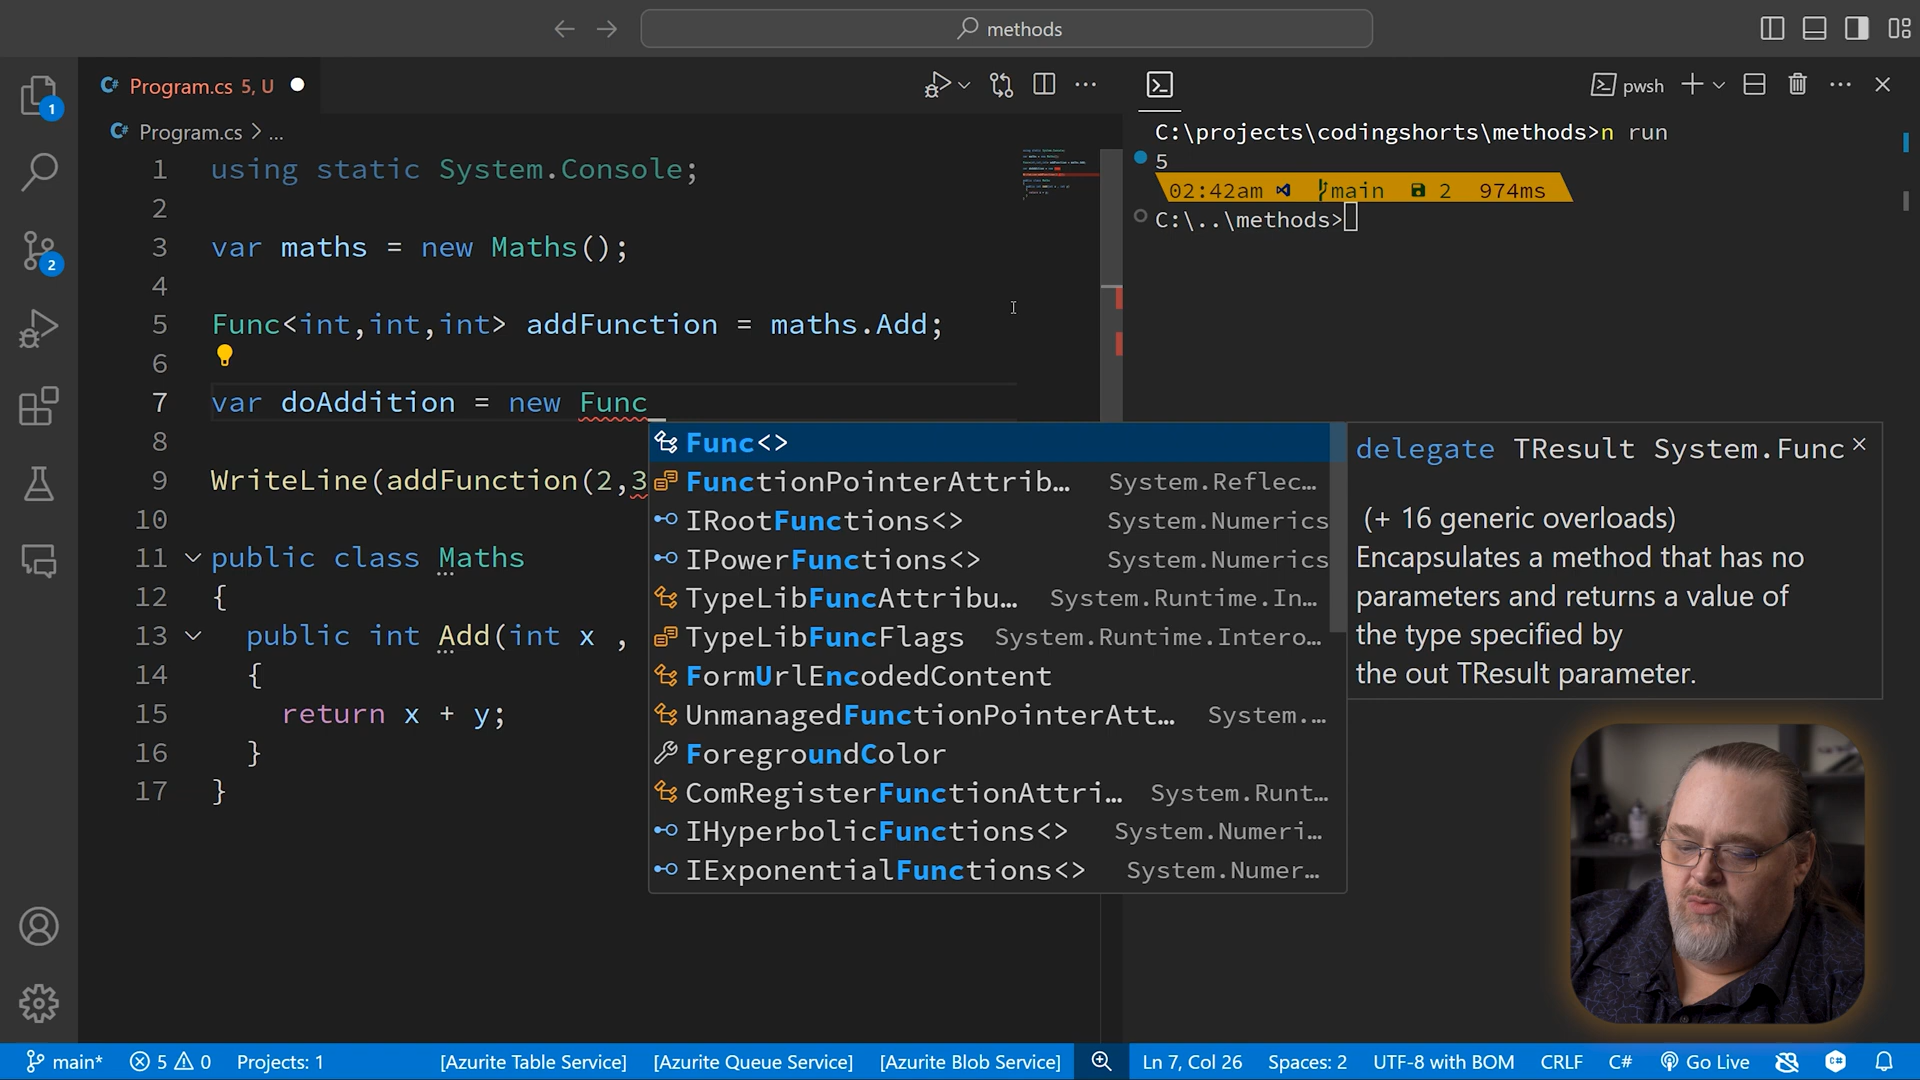 methods
Program.cs 5, U
pwsh
Program.cs > ...
1 using static System.Console;
2
3 var maths = new Maths();
4
5 Func<int,int,int> addFunction = maths.Add;
6
7 var doAddition = new Func
8
9 WriteLine(addFunction(2,3
10
11 public class Maths
12 {
13 public int Add(int x ,
14 {
15 return x + y;
16 }
17 }
Func<>
FunctionPointerAttrib… System.Reflec…
IRootFunctions<> System.Numerics
IPowerFunctions<> System.Numerics
TypeLibFuncAttribu… System.Runtime.In…
TypeLibFuncFlags System.Runtime.Intero…
FormUrlEncodedContent
UnmanagedFunctionPointerAtt… System.…
ForegroundColor
ComRegisterFunctionAttri… System.Runt…
IHyperbolicFunctions<> System.Numeri…
IExponentialFunctions<> System.Numer…
delegate TResult System.Func
(+ 16 generic overloads)
Encapsulates a method that has no
parameters and returns a value of
the type specified by
the out TResult parameter.
C:\projects\codingshorts\methods>n run
5
02:42am main 2 974ms
C:\..\methods>
1
2
main* 5 0 Projects: 1 [Azurite Table Service] [Azurite Queue Service] [Azurite Blob Service] Ln 7, Col 26 Spaces: 2 UTF-8 with BOM CRLF C# Go Live